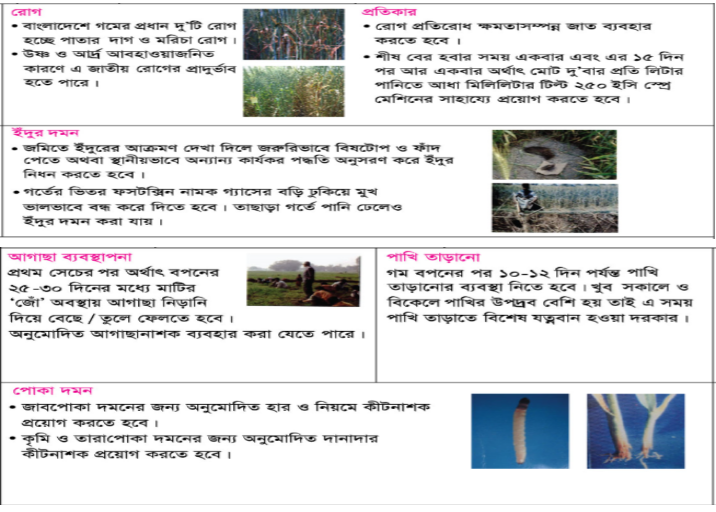 রোগ
• বাংলাদেশে গমের প্রধান দু'টি রোগ
হচ্ছে পাতার দাগ ও মরিচা রোগ।
• উষ্ণ ও আর্দ্র আবহাওয়াজনিত
কারণে এ জাতীয় রোগের প্রাদুর্ভাব
হতে পারে।
প্রতিকার
• রোগ প্রতিরোধ ক্ষমতাসম্পন্ন জাত ব্যবহার
করতে হবে ।
• শীষ বের হবার সময় একবার এবং এর ১৫ দিন
পর আর একবার অর্থাৎ মোট দু'বার প্রতি লিটার
পানিতে আধা মিলিলিটার টিল্ট ২৫০ ইসি স্প্রে
মেশিনের সাহায্যে প্রয়োগ করতে হবে।
ইঁদুর দমন
• জমিতে ইঁদুরের আক্রমণ দেখা দিলে জরুরিভাবে বিষটোপ ও ফাঁদ
পেতে অথবা স্থানীয়ভাবে অন্যান্য কার্যকর পদ্ধতি অনুসরণ করে ইঁদুর
নিধন করতে হবে।
• গর্তের ভিতর ফসটক্সিন নামক গ্যাসের বড়ি ঢুকিয়ে মুখ
ভালভাবে বন্ধ করে দিতে হবে। তাছাড়া গর্তে পানি ঢেলেও
ইঁদুর দমন করা যায়।
আগাছা ব্যবস্থাপনা
প্রথম সেচের পর অর্থাৎ বপনের
২৫-৩০ দিনের মধ্যে মাটির
'জোঁ' অবস্থায় আগাছা নিড়ানি
দিয়ে বেছে / তুলে ফেলতে হবে।
অনুমোদিত আগাছানাশক ব্যবহার করা যেতে পারে।
পাখি তাড়ানো
গম বপনের পর ১০-১২ দিন পর্যন্ত পাখি
তাড়ানোর ব্যবস্থা নিতে হবে। খুব সকালে ও
বিকেলে পাখির উপদ্রব বেশি হয় তাই এ সময়
পাখি তাড়াতে বিশেষ যত্নবান হওয়া দরকার।
পোকা দমন
• জাবপোকা দমনের জন্য অনুমোদিত হার ও নিয়মে কীটনাশক
প্রয়োগ করতে হবে।
• কৃমি ও তারাপোকা দমনের জন্য অনুমোদিত দানাদার
কীটনাশক প্রয়োগ করতে হবে।